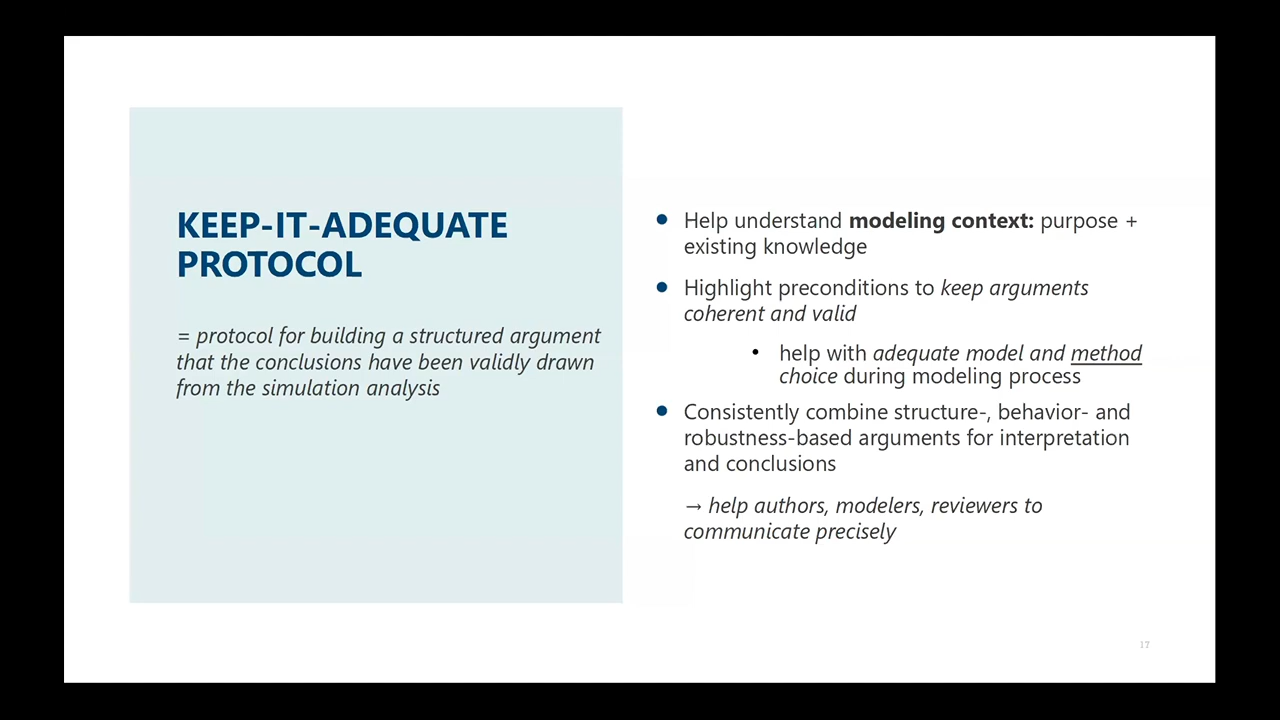 KEEP-IT-ADEQUATE
PROTOCOL
= protocol for building a structured argument
that the conclusions have been validly drawn
from the simulation analysis
● Help understand modeling context: purpose +
existing knowledge
● Highlight preconditions to keep arguments
coherent and valid
• help with adequate model and method
choice during modeling process
● Consistently combine structure-, behavior- and
robustness-based arguments for interpretation
and conclusions
→ help authors, modelers, reviewers to
communicate precisely
17